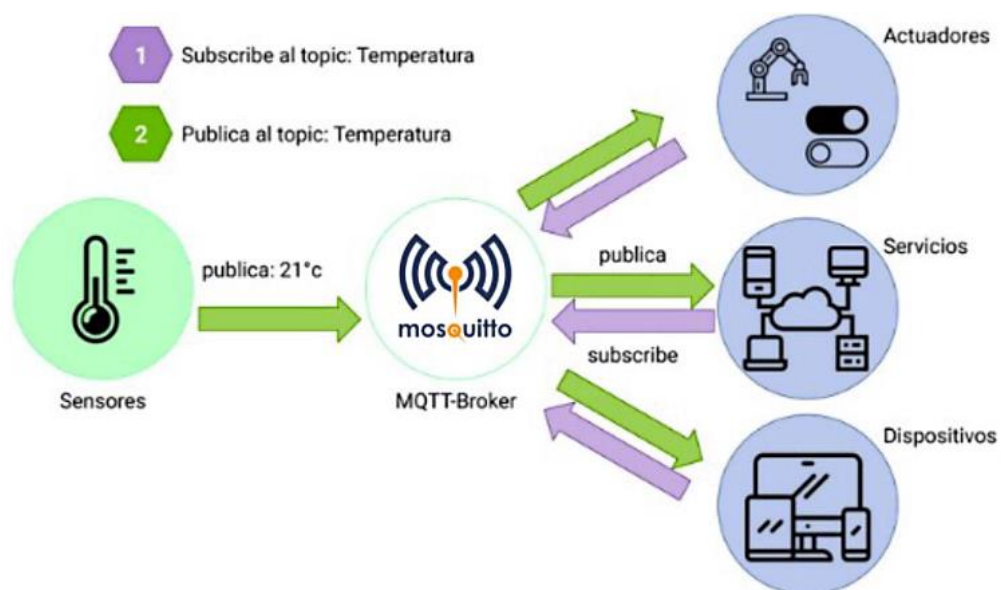 1
Subscribe al topic: Temperatura
2
Publica al topic: Temperatura
Actuadores
publica: 21°c
Sensores
mosquitto
MQTT-Broker
publica
subscribe
Servicios
Dispositivos